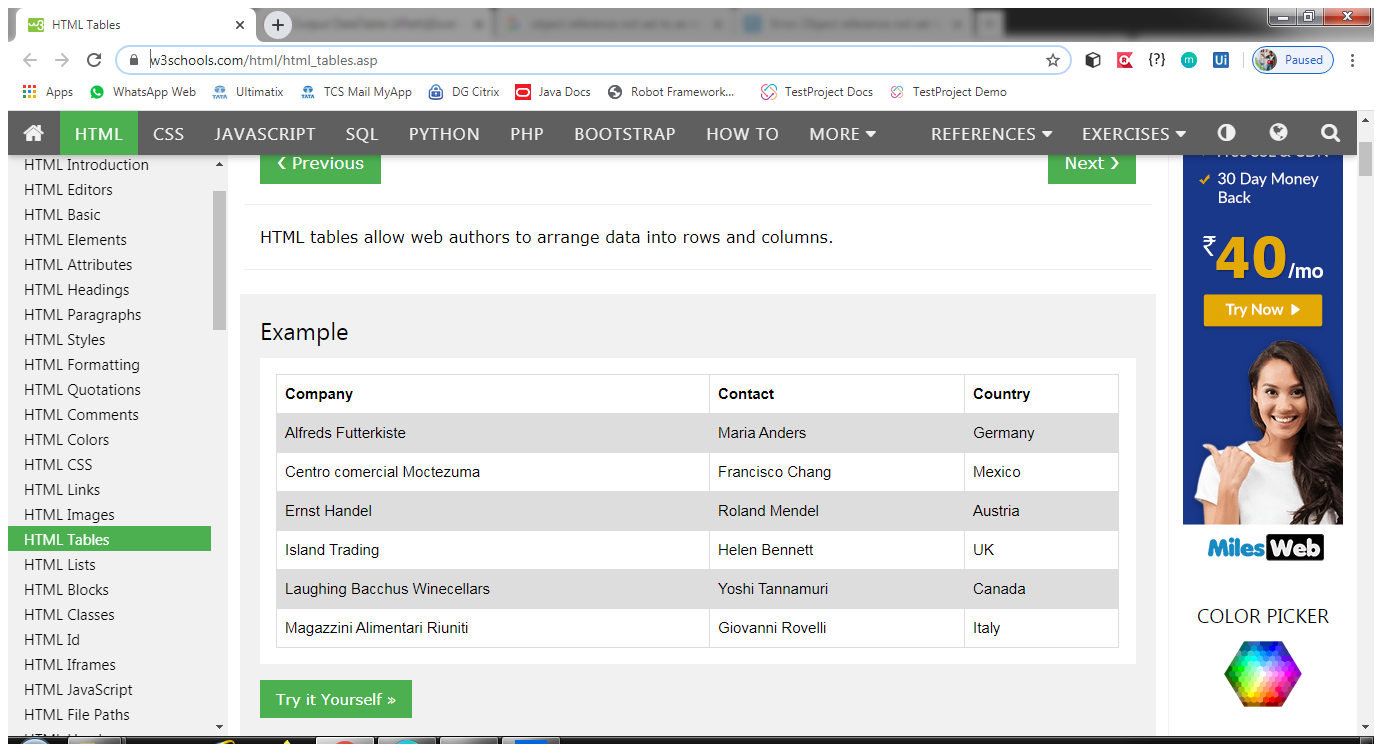 HTML Tables
w3schools.com/html/html_tables.asp
Paused
Apps WhatsApp Web Ultimatix TCS Mail MyApp DG Citrix Java Docs Robot Framework... TestProject Docs TestProject Demo
HTML CSS JAVASCRIPT SQL PYTHON PHP BOOTSTRAP HOW TO MORE REFERENCES EXERCISES
HTML Introduction
HTML Editors
HTML Basic
HTML Elements
HTML Attributes
HTML Headings
HTML Paragraphs
HTML Styles
HTML Formatting
HTML Quotations
HTML Comments
HTML Colors
HTML CSS
HTML Links
HTML Images
HTML Tables
HTML Lists
HTML Blocks
HTML Classes
HTML Id
HTML Iframes
HTML JavaScript
HTML File Paths
❮ Previous Next ❯
HTML tables allow web authors to arrange data into rows and columns.
Example
Company Contact Country
Alfreds Futterkiste Maria Anders Germany
Centro comercial Moctezuma Francisco Chang Mexico
Ernst Handel Roland Mendel Austria
Island Trading Helen Bennett UK
Laughing Bacchus Winecellars Yoshi Tannamuri Canada
Magazzini Alimentari Riuniti Giovanni Rovelli Italy
Try it Yourself »
30 Day Money
Back
₹40/mo
Try Now
MilesWeb
COLOR PICKER